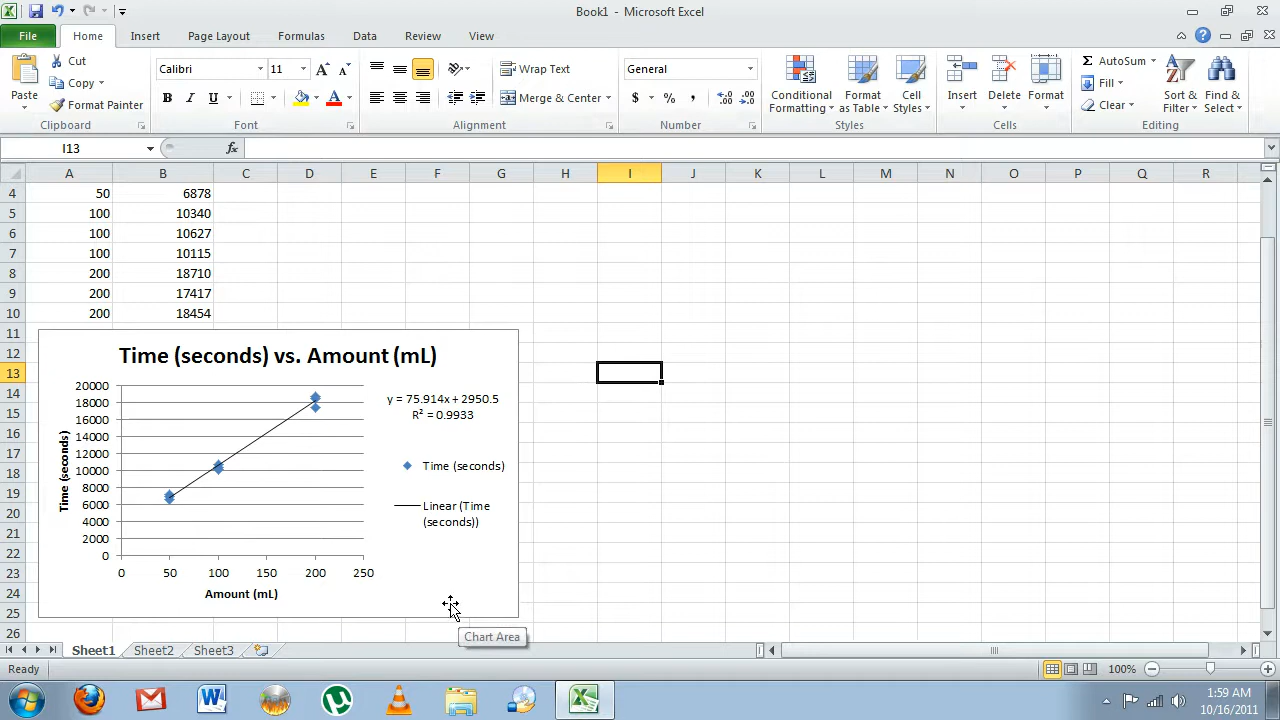 Book1 - Microsoft Excel
File Home Insert Page Layout Formulas Data Review View
Cut
Copy
Format Painter
Paste
Clipboard
Calibri 11
B I U
Font
Wrap Text
Merge & Center
Alignment
General
$ % ,
Number
Conditional Formatting
Format as Table
Cell Styles
Styles
Insert Delete Format
Cells
AutoSum
Fill
Clear
Sort & Filter
Find & Select
Editing
I13 fx
A B C D E F G H I J K L M N O P Q R
4 50 6878
5 100 10340
6 100 10627
7 100 10115
8 200 18710
9 200 17417
10 200 18454
11
12
13
14
15
16
17
18
19
20
21
22
23
24
25
26
Time (seconds) vs. Amount (mL)
20000
18000
16000
14000
12000
10000
8000
6000
4000
2000
0
0 50 100 150 200 250
Time (seconds)
Amount (mL)
y = 75.914x + 2950.5
R² = 0.9933
Time (seconds)
Linear (Time
(seconds))
Chart Area
Sheet1 Sheet2 Sheet3
Ready 100%
1:59 AM
10/16/2011